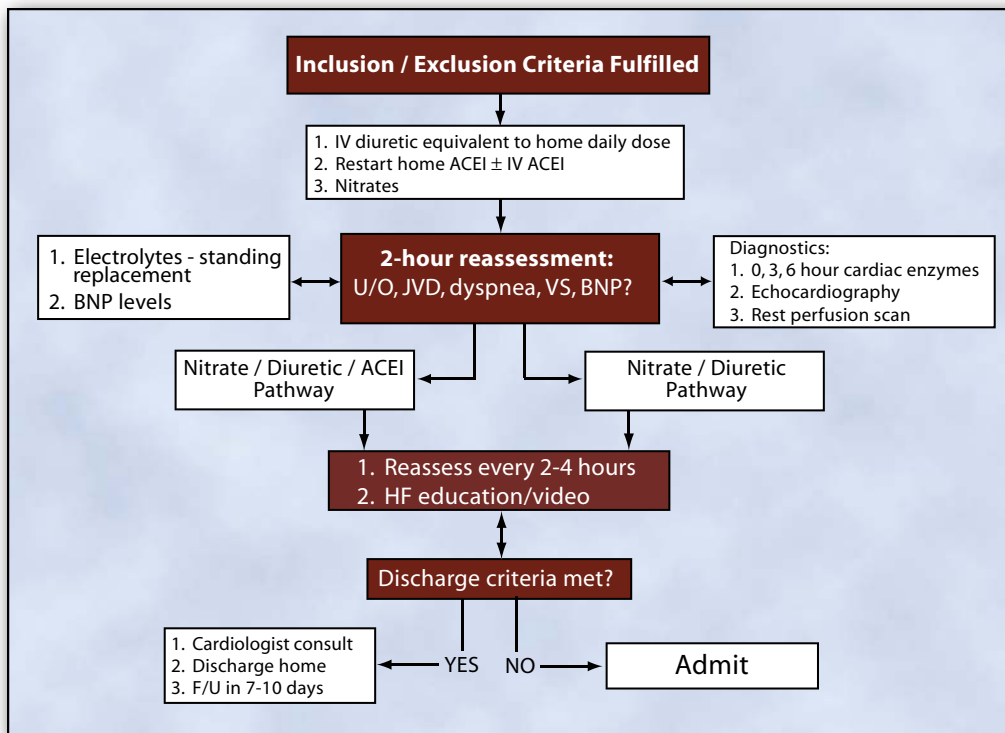 Inclusion / Exclusion Criteria Fulfilled
1. IV diuretic equivalent to home daily dose
2. Restart home ACEI ± IV ACEI
3. Nitrates
1. Electrolytes - standing
replacement
2. BNP levels
2-hour reassessment:
U/O, JVD, dyspnea, VS, BNP?
Diagnostics:
1. 0, 3, 6 hour cardiac enzymes
2. Echocardiography
3. Rest perfusion scan
Nitrate / Diuretic / ACEI
Pathway
Nitrate / Diuretic
Pathway
1. Reassess every 2-4 hours
2. HF education/video
Discharge criteria met?
1. Cardiologist consult
2. Discharge home
3. F/U in 7-10 days
YES
NO
Admit